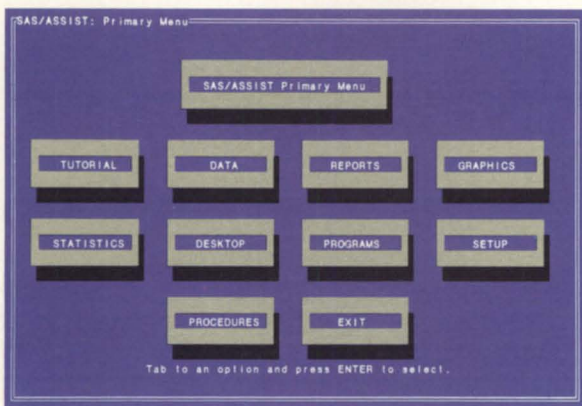 SAS/ASSIST: Primary Menu
SAS/ASSIST Primary Menu
TUTORIAL DATA REPORTS GRAPHICS
STATISTICS DESKTOP PROGRAMS SETUP
PROCEDURES EXIT
Tab to an option and press ENTER to select.